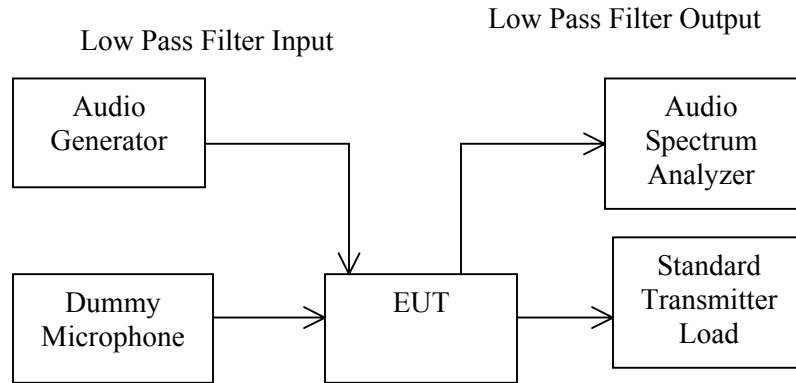 Low Pass Filter Input
Low Pass Filter Output
Audio
Generator
Audio
Spectrum
Analyzer
Dummy
Microphone
EUT
Standard
Transmitter
Load